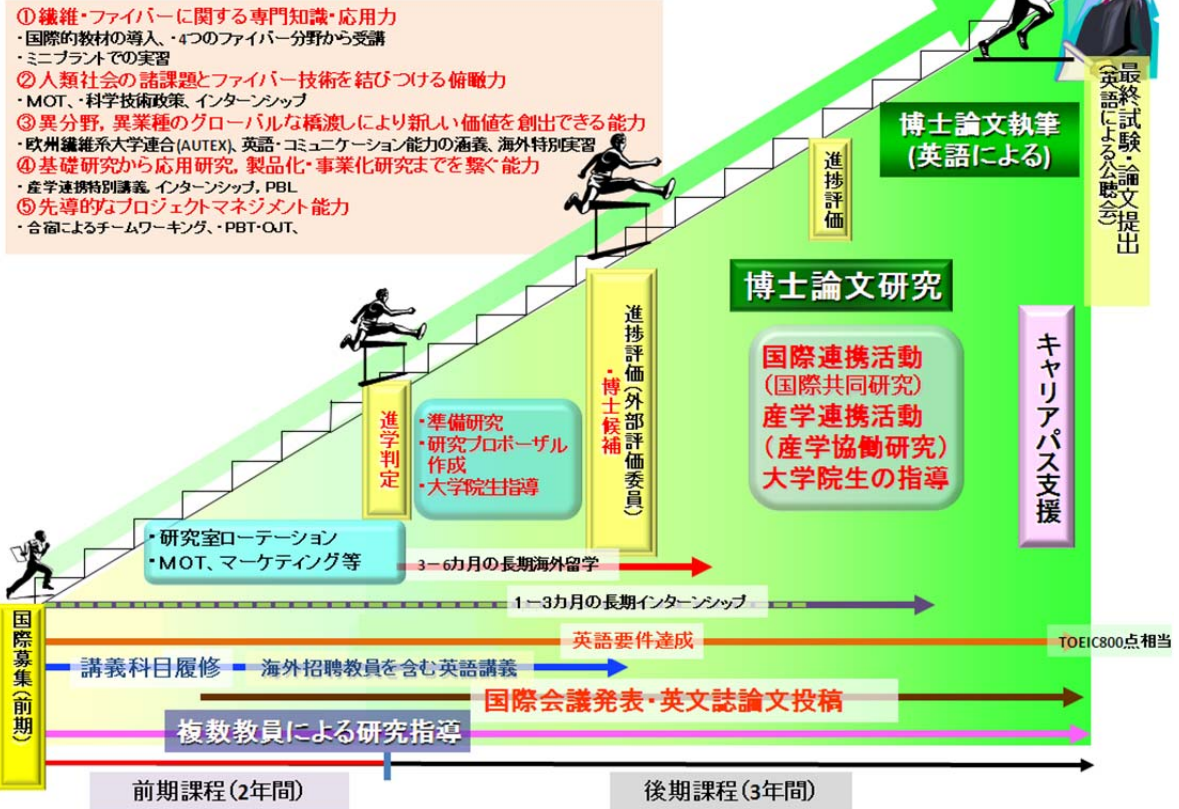 ①繊維・ファイバーに関する専門知識・応用力
・国際的教材の導入、・4つのファイバー分野から受講
・ミニプラントでの実習
②人類社会の諸課題とファイバー技術を結びつける俯瞰力
・MOT、・科学技術政策、インターンシップ
③異分野，異業種のグローバルな橋渡しにより新しい価値を創出できる能力
・欧州繊維系大学連合(AUTEX)、英語・コミュニケーション能力の涵義、海外特別実習
④基礎研究から応用研究，製品化・事業化研究までを繋ぐ能力
・産学連携特別講義，インターンシップ，PBL
⑤先導的なプロジェクトマネジメント能力
・合宿によるチームワーキング、・PBT・OJT、
最終試験・論文提出
(英語による公聴会)
博士論文執筆
(英語による)
進捗評価
博士論文研究
進捗評価(外部評価委員)
・博士候補
国際連携活動
(国際共同研究)
産学連携活動
(産学協働研究)
大学院生の指導
キャリアパス支援
進学判定
・準備研究
・研究プロポーザル
作成
・大学院生指導
・研究室ローテーション
・MOT、マーケティング等
3－6カ月の長期海外留学
1－3カ月の長期インターンシップ
国際募集(前期)
英語要件達成
TOEIC800点相当
講義科目履修
海外招聘教員を含む英語講義
国際会議発表・英文誌論文投稿
複数教員による研究指導
前期課程(2年間)
後期課程(3年間)